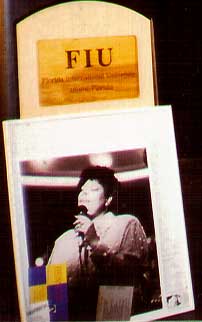 FIU
Florida International University
Miami, Florida